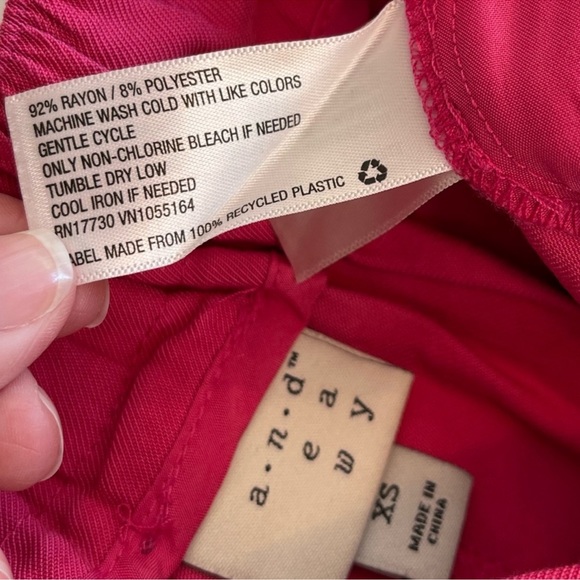 92% RAYON / 8% POLYESTER
MACHINE WASH COLD WITH LIKE COLORS
GENTLE CYCLE
ONLY NON-CHLORINE BLEACH IF NEEDED
TUMBLE DRY LOW
COOL IRON IF NEEDED
RN17730 VN1055164
ABEL MADE FROM 100% RECYCLED PLASTIC
a•n•d™
e a
w y
XS
MADE IN
CHINA